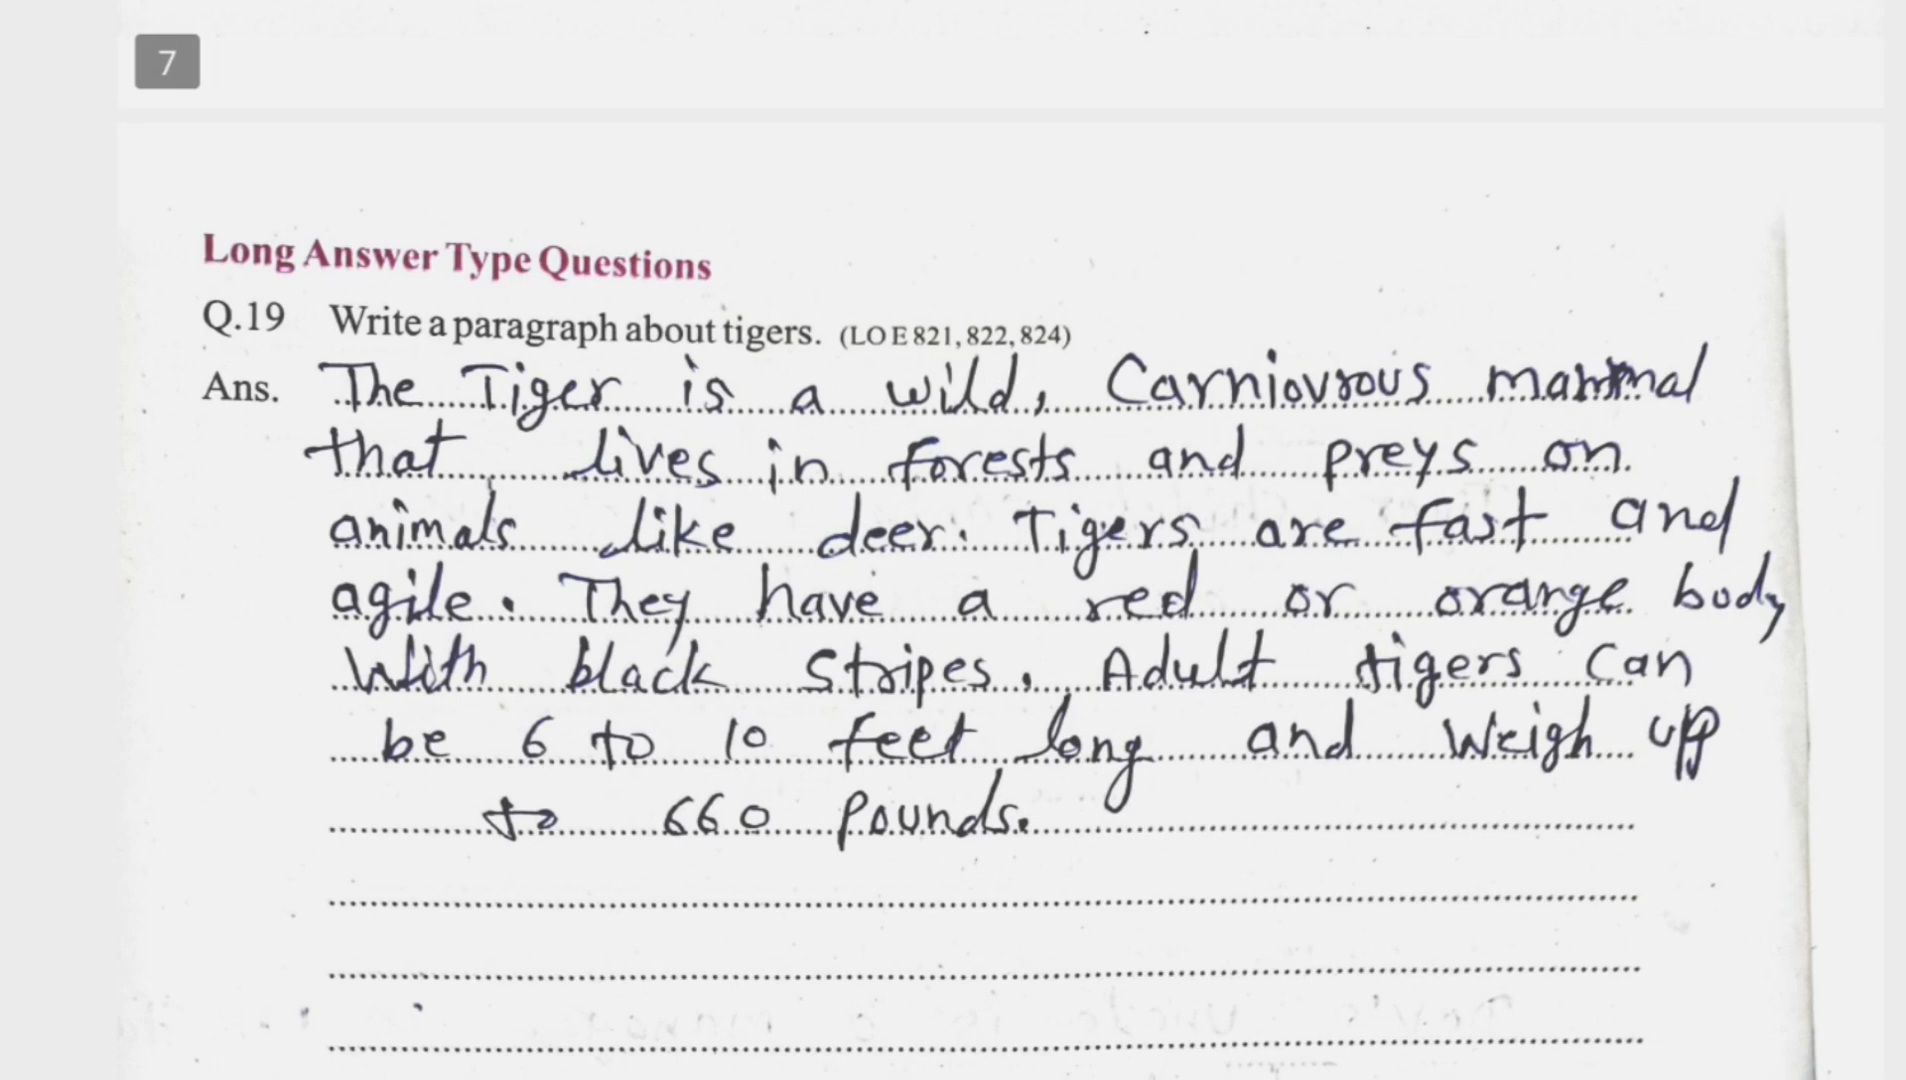 7
Long Answer Type Questions
Q.19 Write a paragraph about tigers. (LO E 821, 822, 824)
Ans. The Tiger is a wild, Carniovrous mammal
that lives in forests and preys on
animals like deer. Tigers are fast and
agile. They have a red or orange body
With black Stripes. Adult tigers Can
be 6 to 10 feet long and Weigh up
to 660 Pounds.